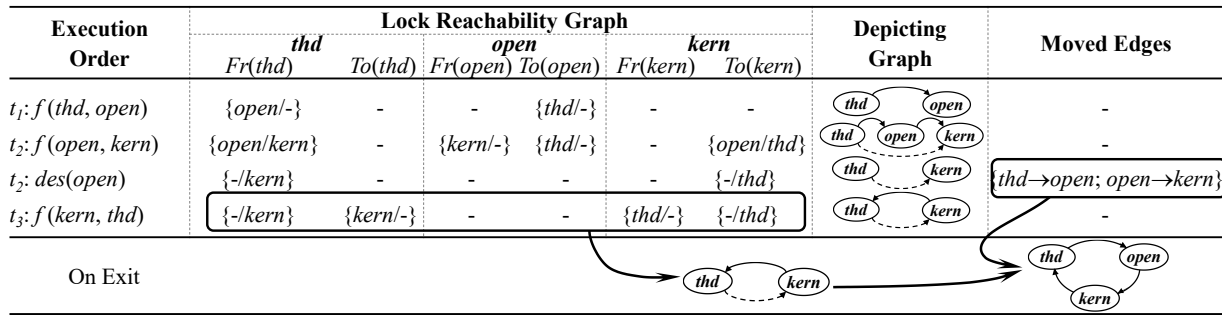 Execution Order Lock Reachability Graph Depicting Graph Moved Edges
thd open kern
Fr(thd) To(thd) Fr(open) To(open) Fr(kern) To(kern)
t1: f(thd, open) {open/-} - - {thd/-} - - thd open -
t2: f(open, kern) {open/kern} - {kern/-} {thd/-} - {open/thd} thd open kern -
t2: des(open) {-/kern} - - - - {-/thd} thd kern {thd→open; open→kern}
t3: f(kern, thd) {-/kern} {kern/-} - - {thd/-} {-/thd} thd kern -
On Exit thd kern thd open
kern